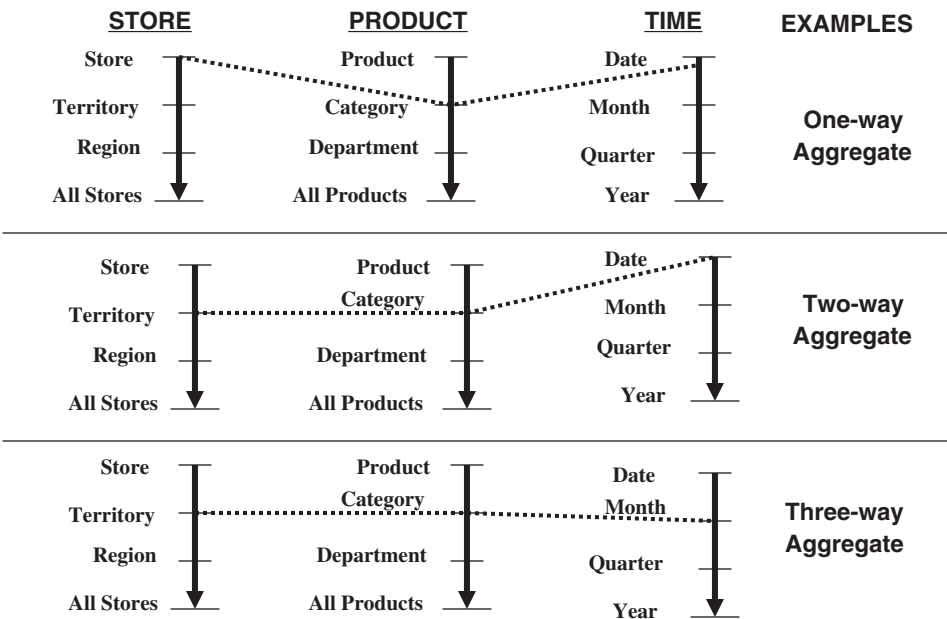 STORE PRODUCT TIME EXAMPLES
Store Product Date
Territory Category Month
One-way
Aggregate
Region Department Quarter
All Stores All Products Year
Store Product Date
Territory Category Month
Two-way
Aggregate
Region Department Quarter
All Stores All Products Year
Store Product Date
Territory Category Month
Three-way
Aggregate
Region Department Quarter
All Stores All Products Year